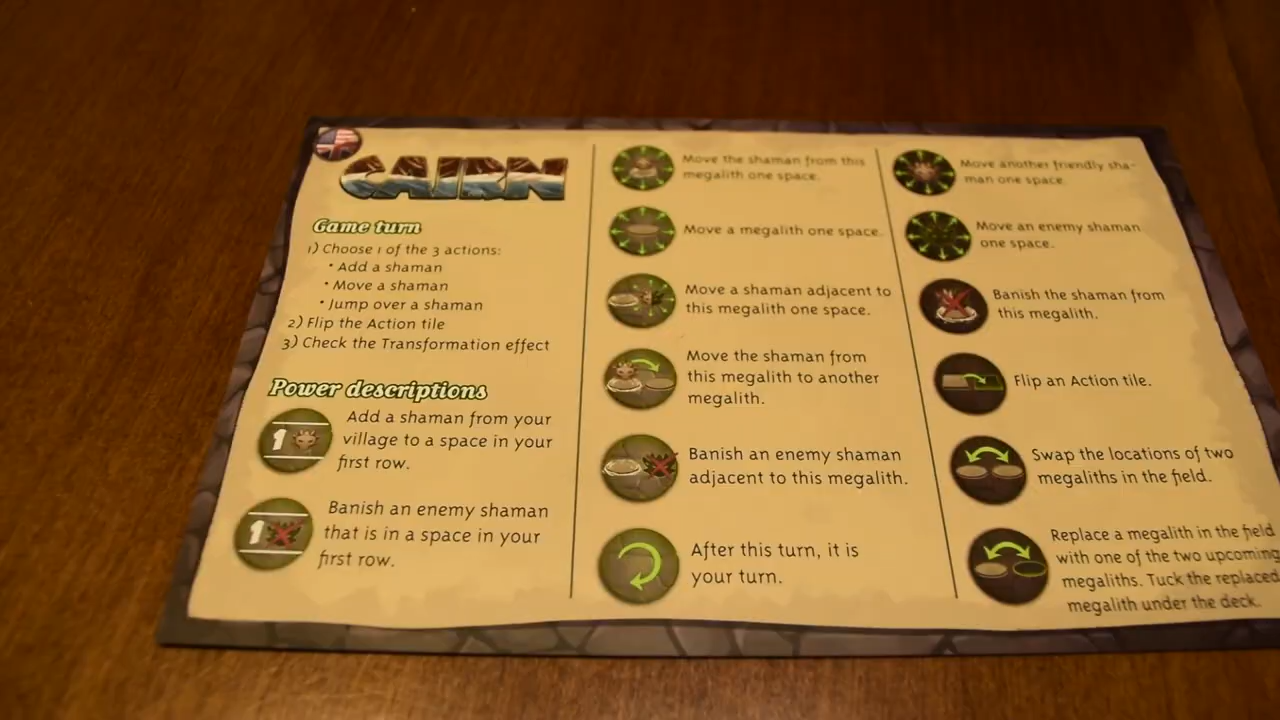 CAIRN
Game turn
1) Choose 1 of the 3 actions:
• Add a shaman
• Move a shaman
• Jump over a shaman
2) Flip the Action tile
3) Check the Transformation effect
Power descriptions
1
Add a shaman from your
village to a space in your
first row.
1
Banish an enemy shaman
that is in a space in your
first row.
Move the shaman from this
megalith one space.
Move a megalith one space.
Move a shaman adjacent to
this megalith one space.
Move the shaman from
this megalith to another
megalith.
Banish an enemy shaman
adjacent to this megalith.
After this turn, it is
your turn.
Move another friendly sha-
man one space.
Move an enemy shaman
one space.
Banish the shaman from
this megalith.
Flip an Action tile.
Swap the locations of two
megaliths in the field.
Replace a megalith in the field
with one of the two upcoming
megaliths. Tuck the replaced
megalith under the deck.